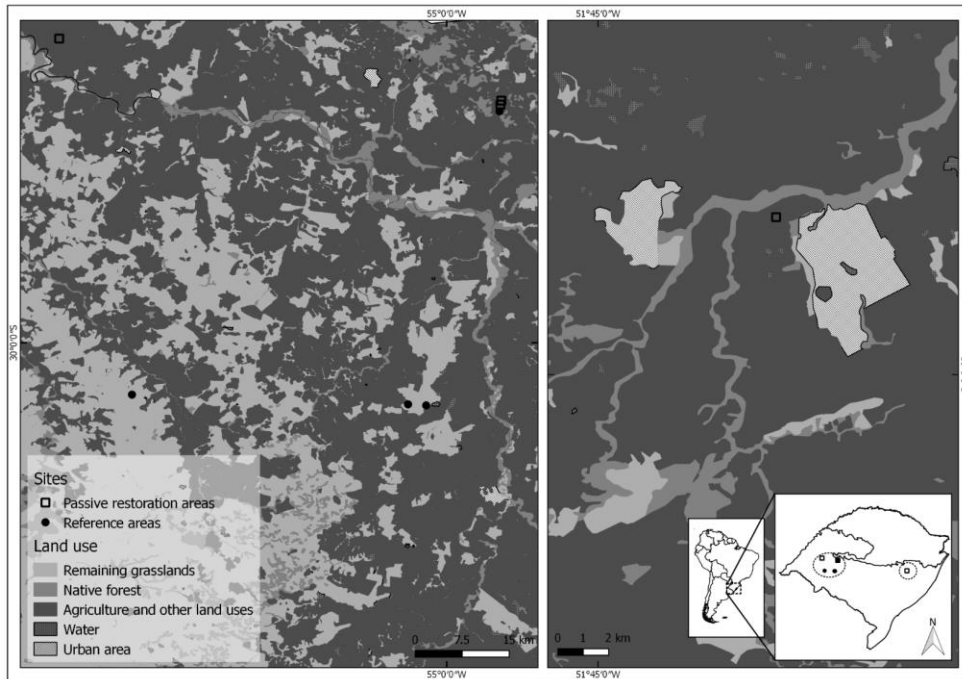 55°0'0"W
51°45'0"W
30°0'0"S
Sites
Passive restoration areas
Reference areas
Land use
Remaining grasslands
Native forest
Agriculture and other land uses
Water
Urban area
0 7.5 15 km
0 1 2 km
N
55°0'0"W
51°45'0"W